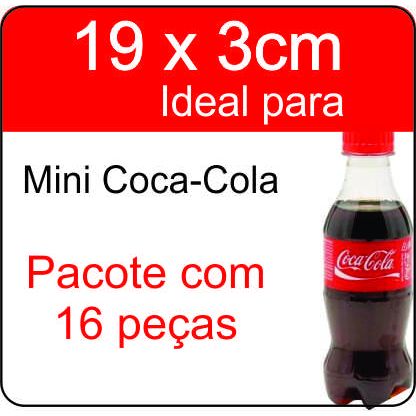 19 x 3cm
Ideal para
Mini Coca-Cola
Coca-Cola
Pacote com
16 peças